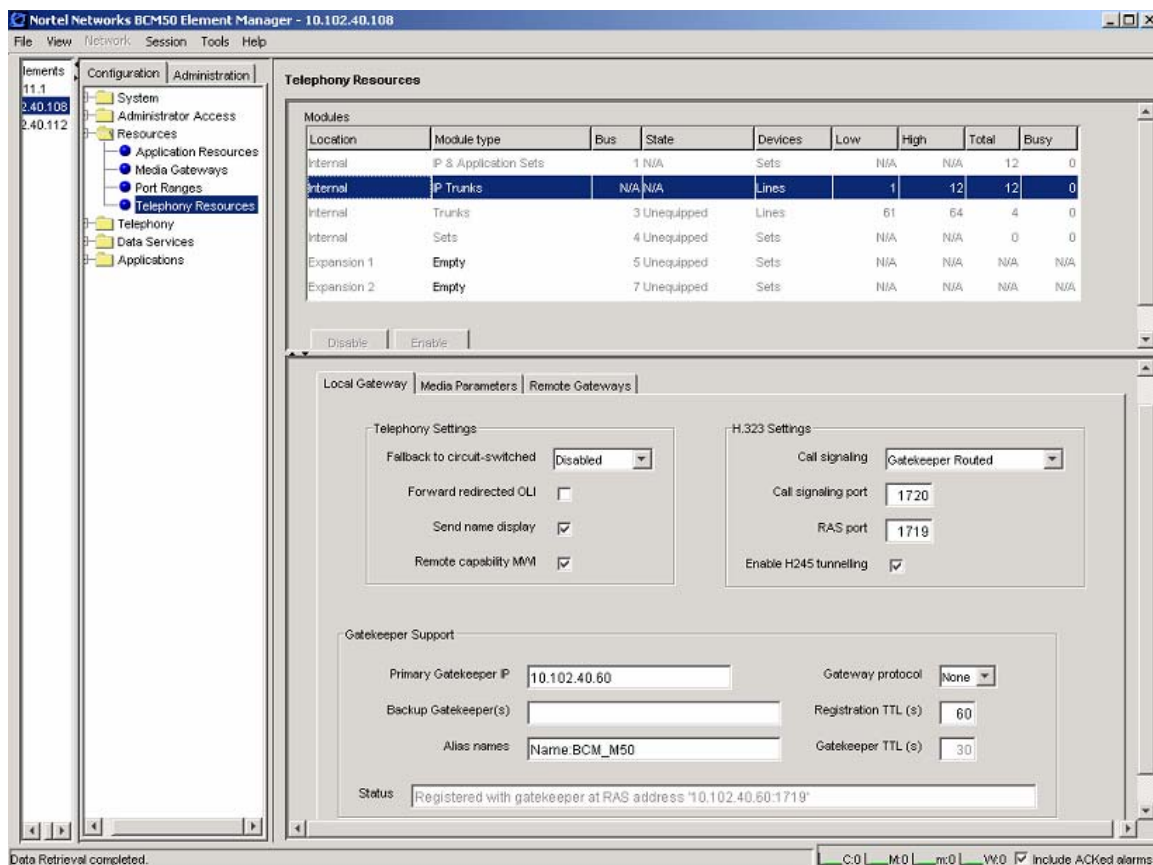 Nortel Networks BCM50 Element Manager - 10.102.40.108
File View Network Session Tools Help
lements
11.1
2.40.108
2.40.112
Configuration Administration
System
Administrator Access
Resources
Application Resources
Media Gateways
Port Ranges
Telephony Resources
Telephony
Data Services
Applications
Telephony Resources
Modules
Location Module type Bus State Devices Low High Total Busy
Internal IP & Application Sets 1 N/A Sets N/A N/A 12 0
Internal IP Trunks N/A N/A Lines 1 12 12 0
Internal Trunks 3 Unequipped Lines 61 64 4 0
Internal Sets 4 Unequipped Sets N/A N/A 0 0
Expansion 1 Empty 5 Unequipped Sets N/A N/A N/A N/A
Expansion 2 Empty 7 Unequipped Sets N/A N/A N/A N/A
Disable Enable
Local Gateway Media Parameters Remote Gateways
Telephony Settings
Fallback to circuit-switched Disabled
Forward redirected OLI
Send name display
Remote capability MWI
H.323 Settings
Call signaling Gatekeeper Routed
Call signaling port 1720
RAS port 1719
Enable H245 tunnelling
Gatekeeper Support
Primary Gatekeeper IP 10.102.40.60
Backup Gatekeeper(s)
Alias names Name:BCM_M50
Gateway protocol None
Registration TTL (s) 60
Gatekeeper TTL (s) 30
Status Registered with gatekeeper at RAS address '10.102.40.60:1719'
Data Retrieval completed.
C:0 M:0 m:0 W:0 Include ACKed alarms